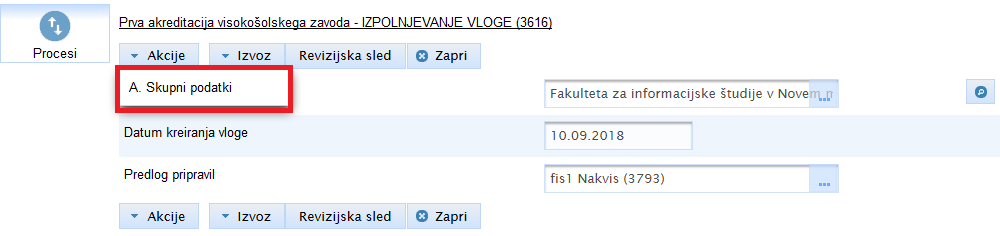 Procesi
Prva akreditacija visokošolskega zavoda - IZPOLNJEVANJE VLOGE (3616)
Akcije Izvoz Revizijska sled Zapri
A. Skupni podatki
Fakulteta za informacijske študije v Novem m ...
Datum kreiranja vloge 10.09.2018
Predlog pripravil fis1 Nakvis (3793) ...
Akcije Izvoz Revizijska sled Zapri